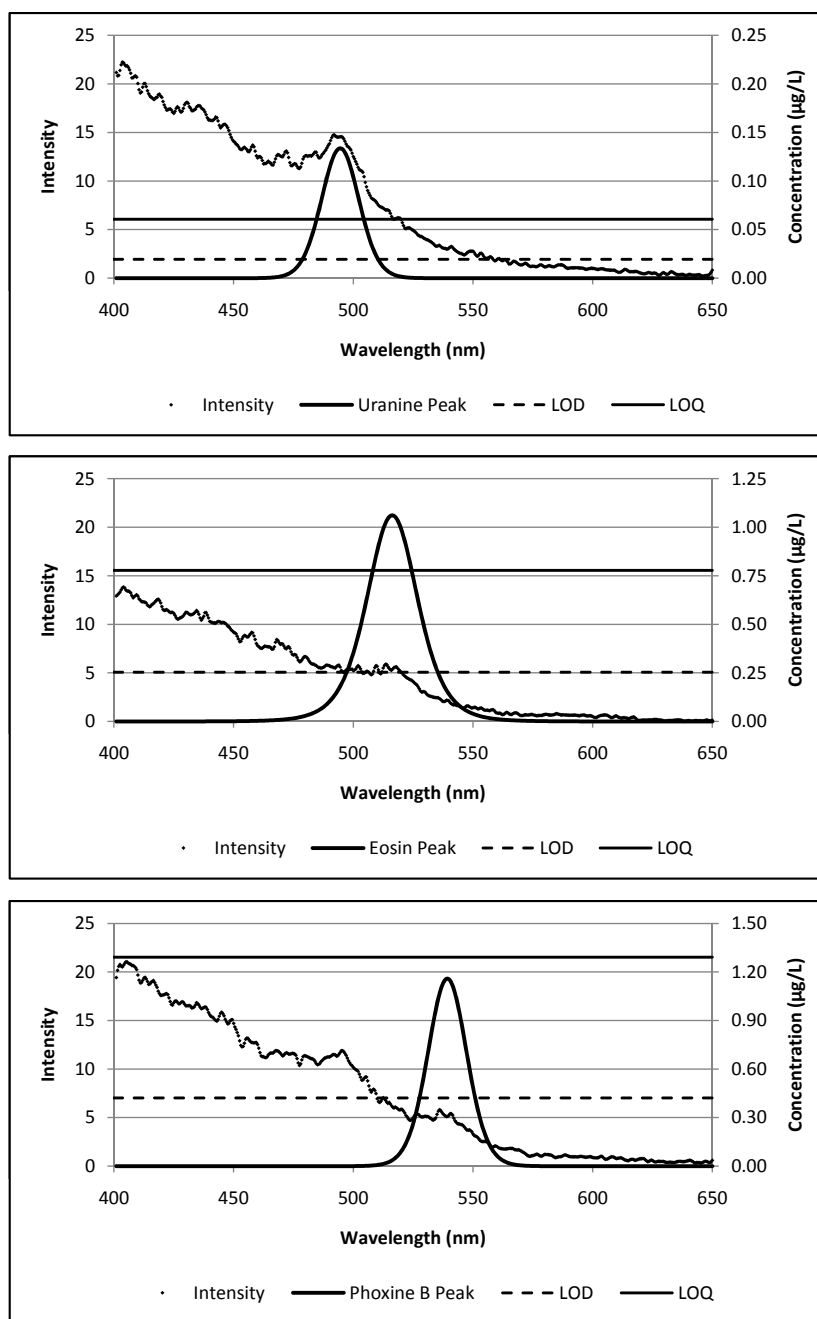 25 0.25
20 0.20
15 0.15
10 0.10
5 0.05
0 0.00
Intensity
Concentration (µg/L)
400 450 500 550 600 650
Wavelength (nm)
Intensity Uranine Peak LOD LOQ
25 1.25
20 1.00
15 0.75
10 0.50
5 0.25
0 0.00
Intensity
Concentration (µg/L)
400 450 500 550 600 650
Wavelength (nm)
Intensity Eosin Peak LOD LOQ
25 1.50
20 1.20
15 0.90
10 0.60
5 0.30
0 0.00
Intensity
Concentration (µg/L)
400 450 500 550 600 650
Wavelength (nm)
Intensity Phoxine B Peak LOD LOQ